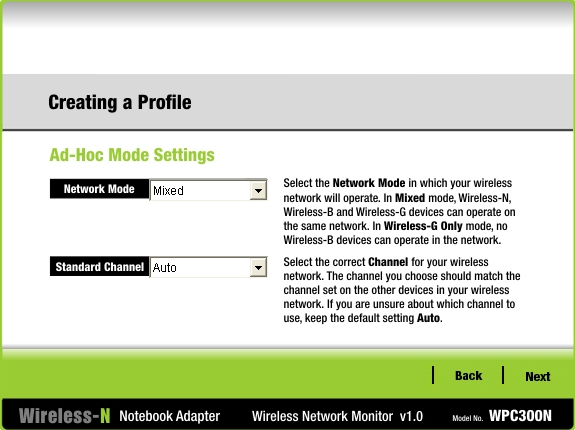 Creating a Profile
Ad-Hoc Mode Settings
Network Mode
Mixed
Select the Network Mode in which your wireless
network will operate. In Mixed mode, Wireless-N,
Wireless-B and Wireless-G devices can operate on
the same network. In Wireless-G Only mode, no
Wireless-B devices can operate in the network.
Standard Channel
Auto
Select the correct Channel for your wireless
network. The channel you choose should match the
channel set on the other devices in your wireless
network. If you are unsure about which channel to
use, keep the default setting Auto.
Back
Next
Wireless-N Notebook Adapter Wireless Network Monitor v1.0 Model No. WPC300N